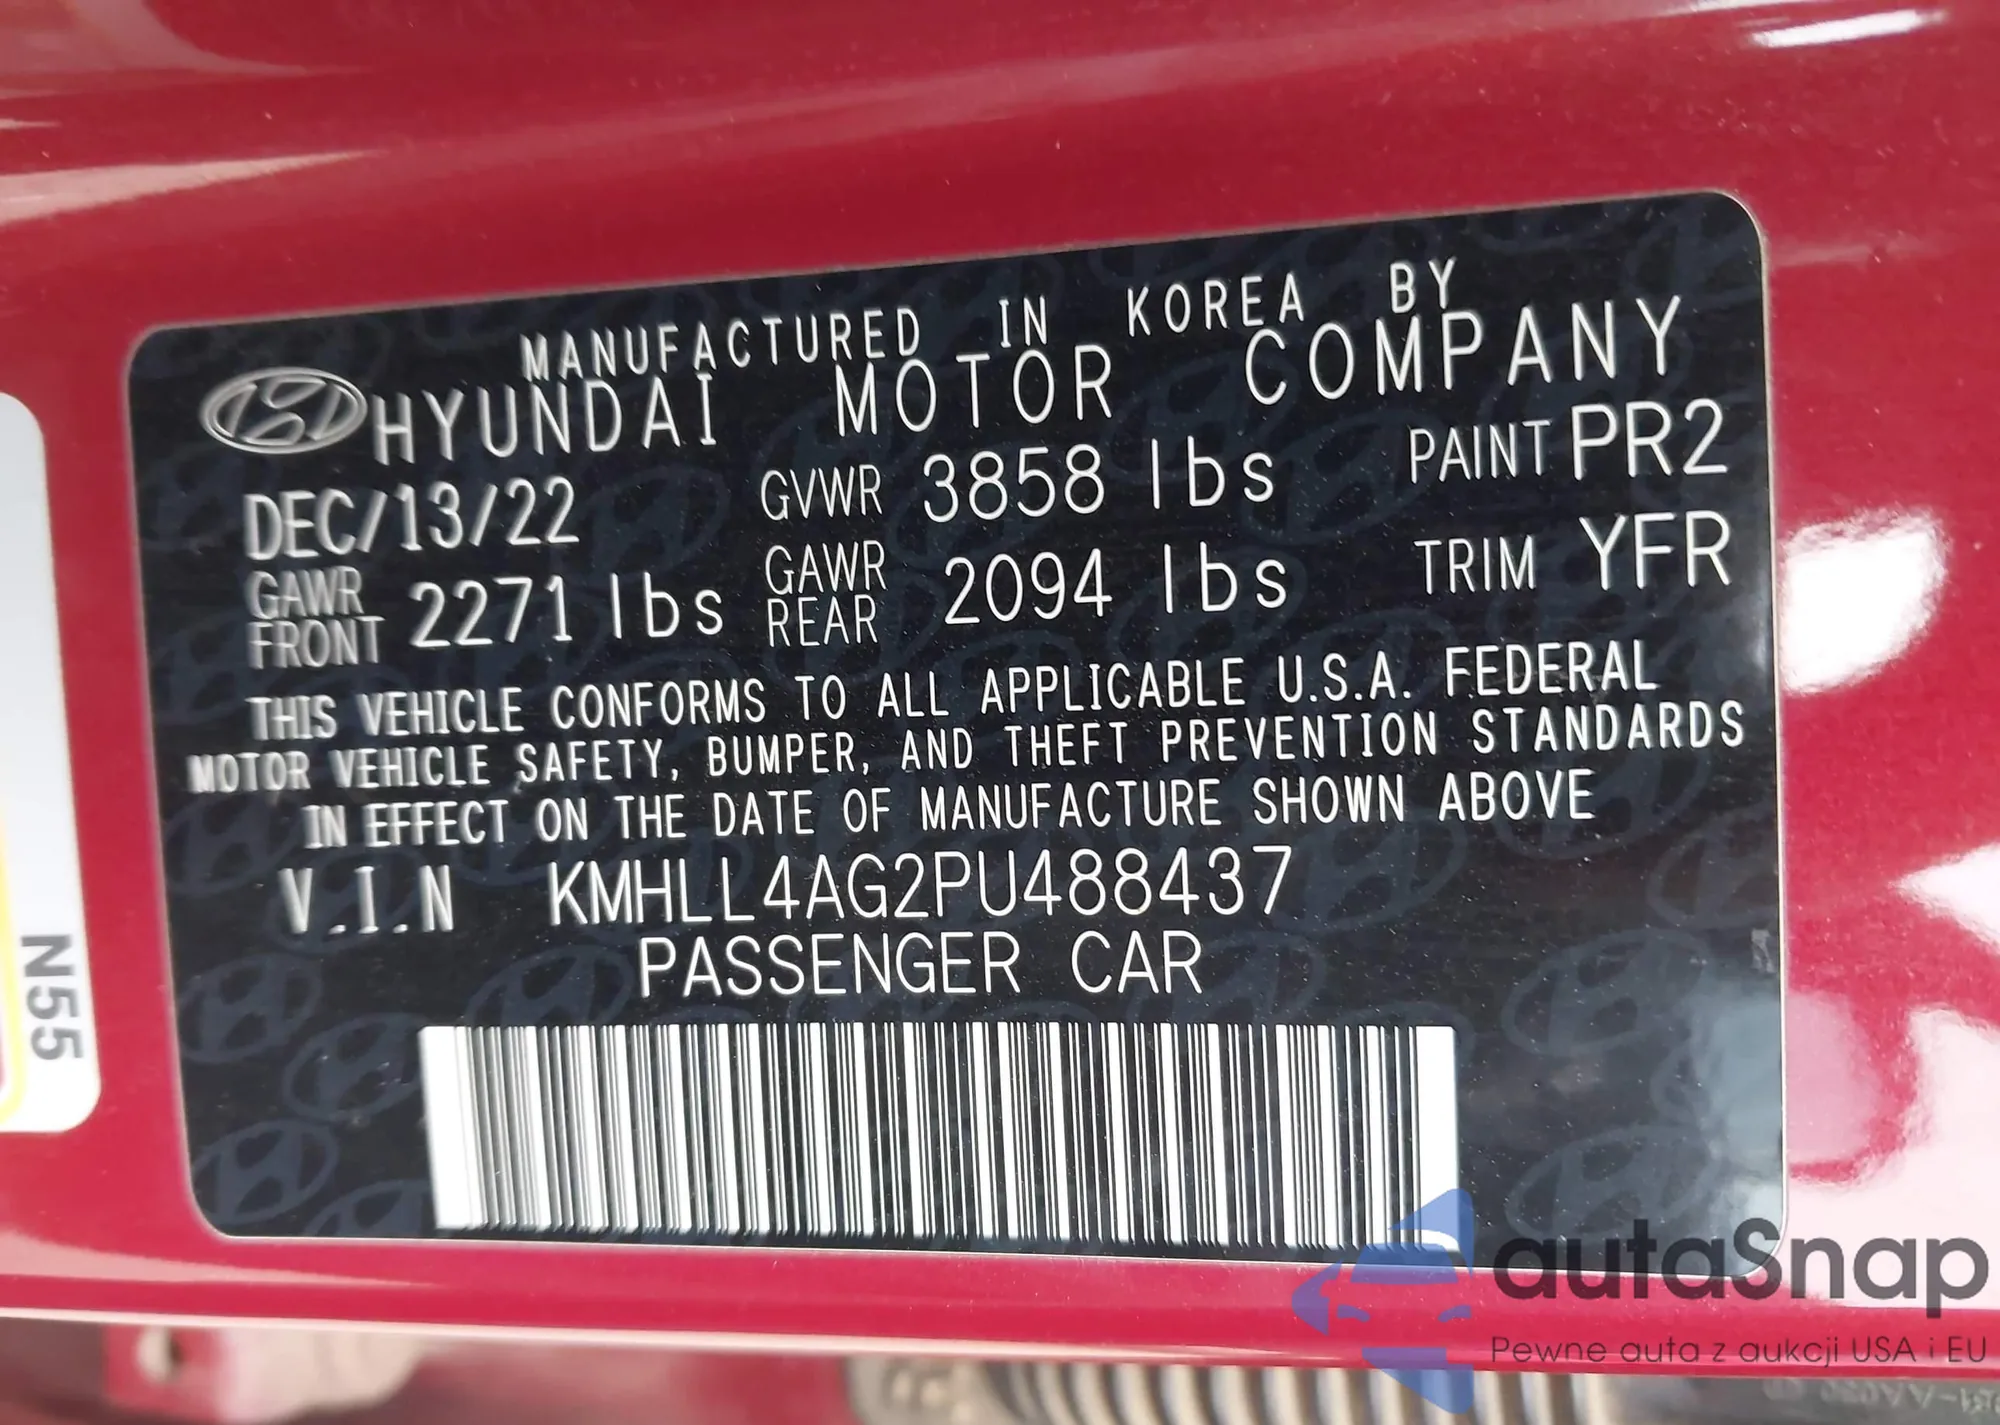 MANUFACTURED IN KOREA BY
HYUNDAI MOTOR COMPANY
DEC/13/22 GVWR 3858 lbs PAINT PR2
GAWR FRONT 2271 lbs GAWR REAR 2094 lbs TRIM YFR
THIS VEHICLE CONFORMS TO ALL APPLICABLE U.S.A. FEDERAL
MOTOR VEHICLE SAFETY, BUMPER, AND THEFT PREVENTION STANDARDS
IN EFFECT ON THE DATE OF MANUFACTURE SHOWN ABOVE
V.I.N KMHLL4AG2PU488437
PASSENGER CAR
N55
autaSnap
Pewne auta z aukcji USA i EU